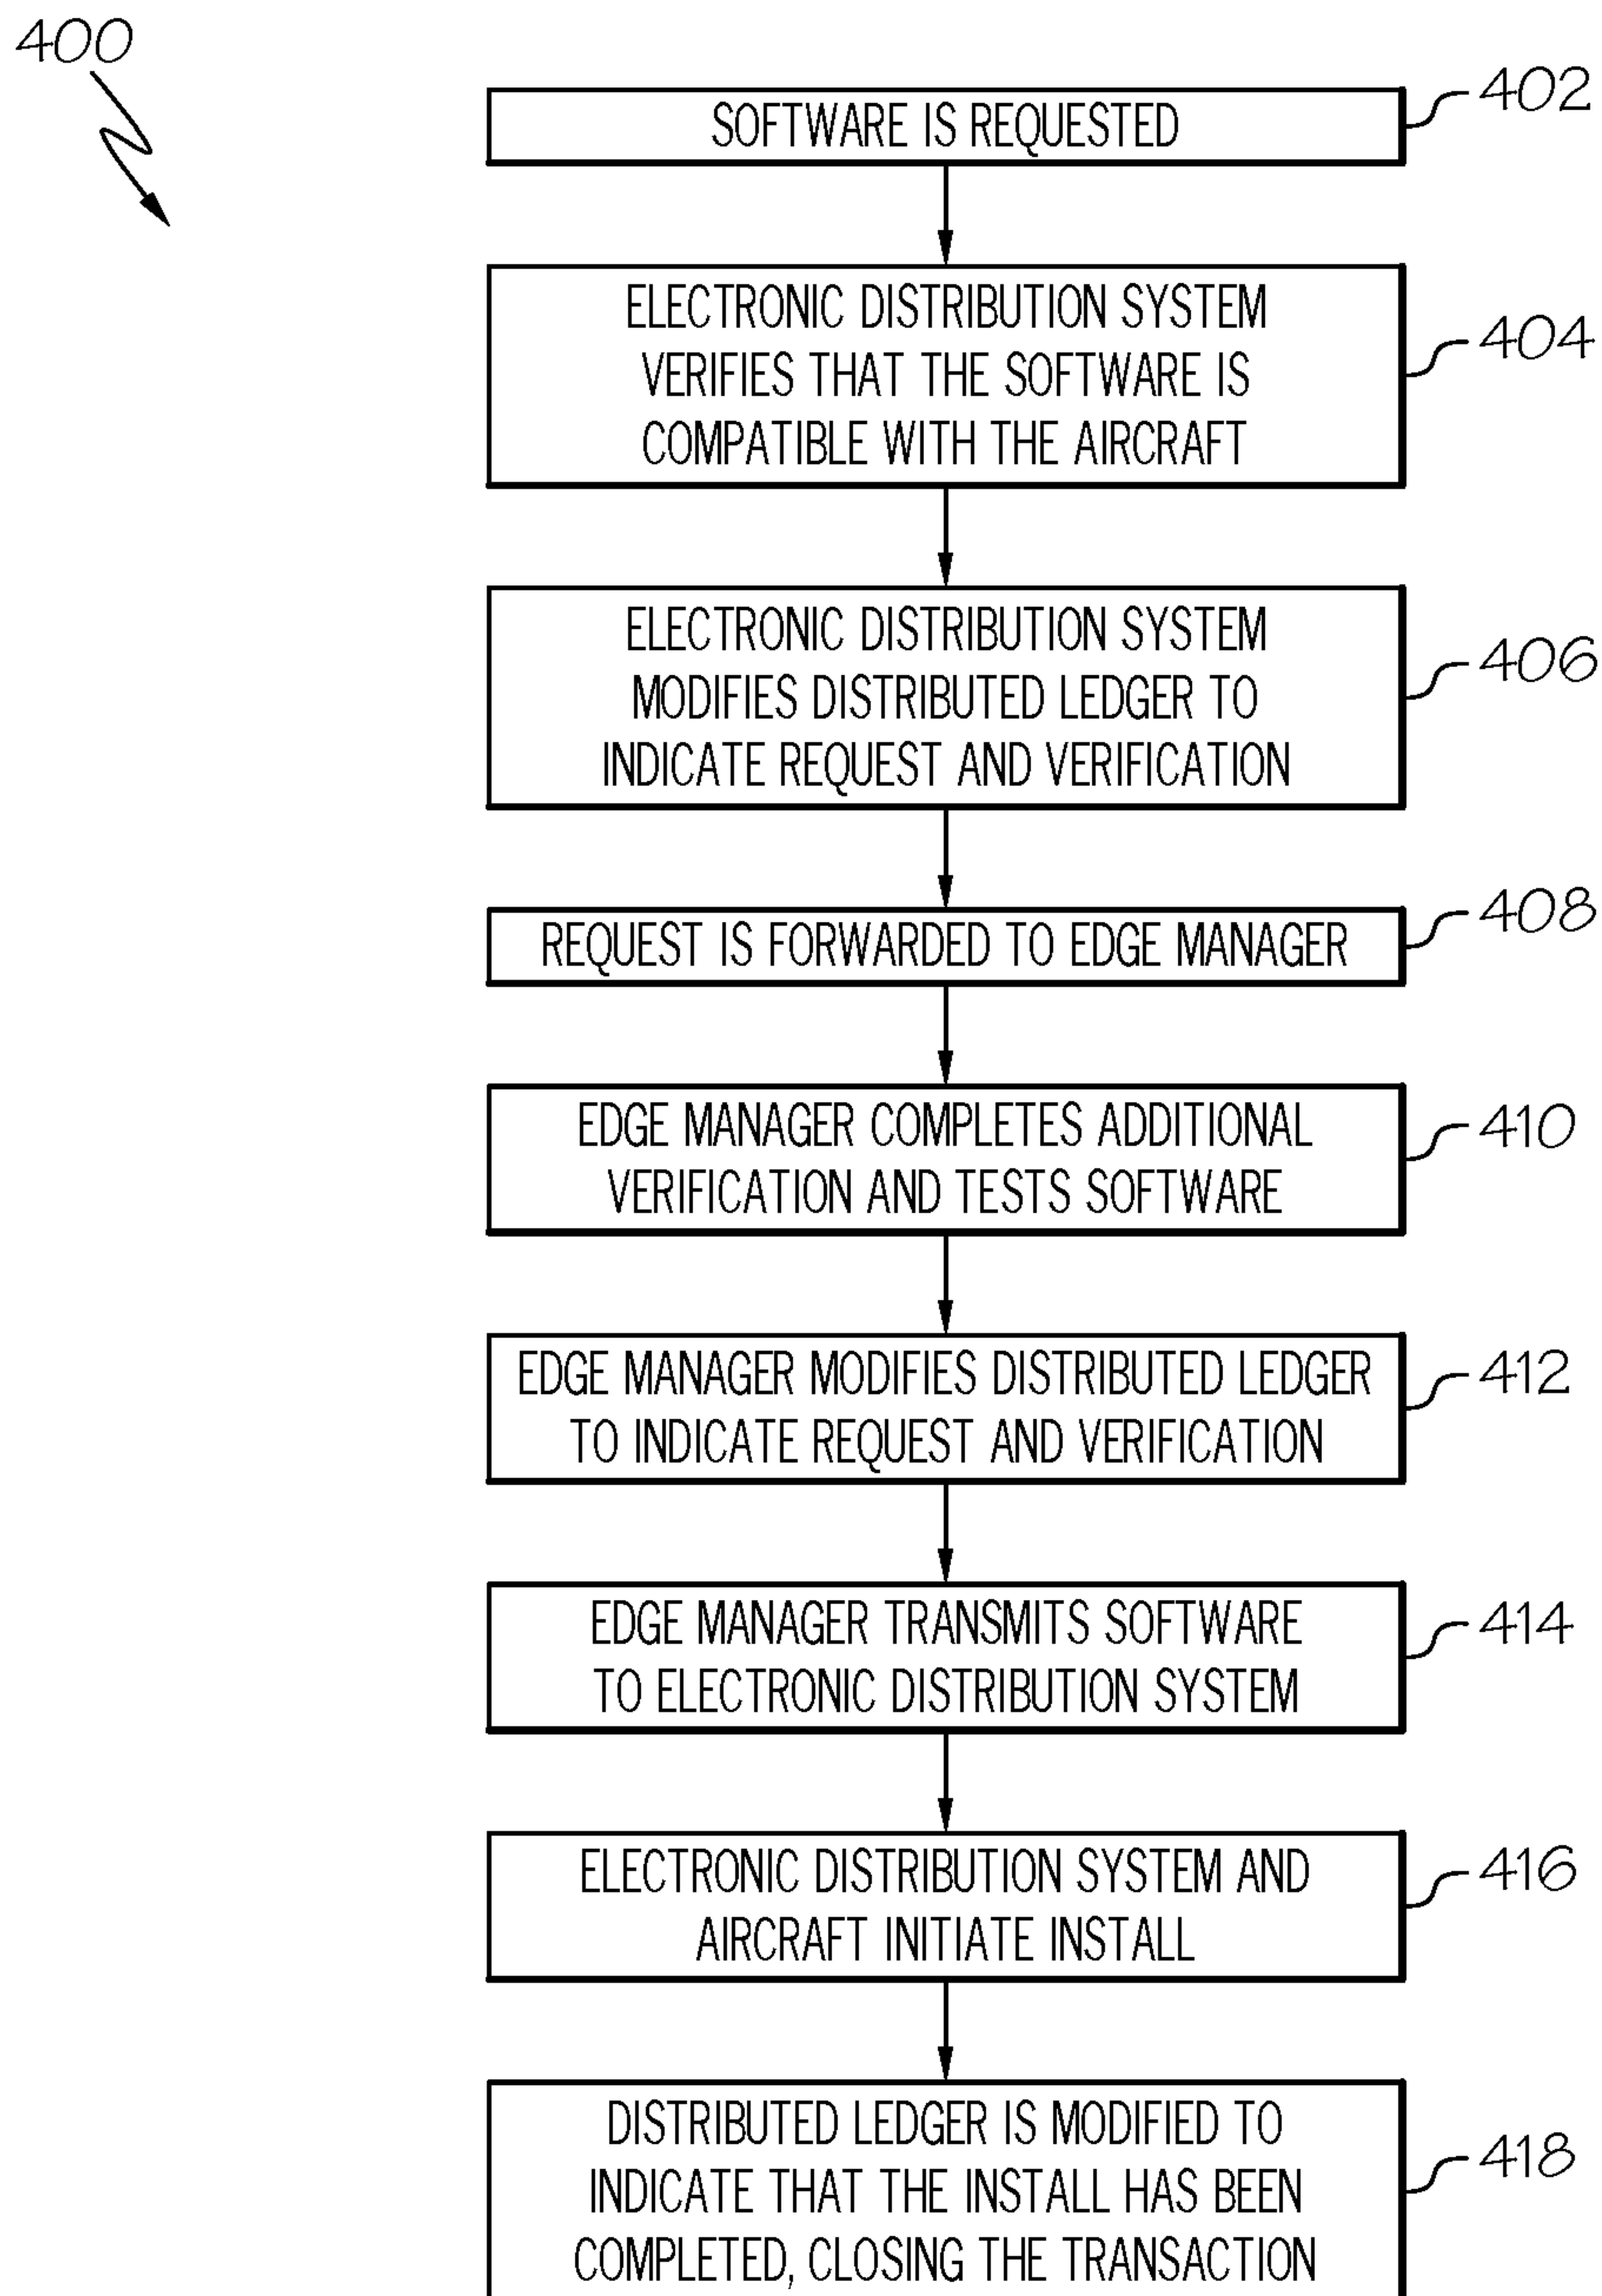 400
SOFTWARE IS REQUESTED
402
ELECTRONIC DISTRIBUTION SYSTEM
VERIFIES THAT THE SOFTWARE IS
COMPATIBLE WITH THE AIRCRAFT
404
ELECTRONIC DISTRIBUTION SYSTEM
MODIFIES DISTRIBUTED LEDGER TO
INDICATE REQUEST AND VERIFICATION
406
REQUEST IS FORWARDED TO EDGE MANAGER
408
EDGE MANAGER COMPLETES ADDITIONAL
VERIFICATION AND TESTS SOFTWARE
410
EDGE MANAGER MODIFIES DISTRIBUTED LEDGER
TO INDICATE REQUEST AND VERIFICATION
412
EDGE MANAGER TRANSMITS SOFTWARE
TO ELECTRONIC DISTRIBUTION SYSTEM
414
ELECTRONIC DISTRIBUTION SYSTEM AND
AIRCRAFT INITIATE INSTALL
416
DISTRIBUTED LEDGER IS MODIFIED TO
INDICATE THAT THE INSTALL HAS BEEN
COMPLETED, CLOSING THE TRANSACTION
418